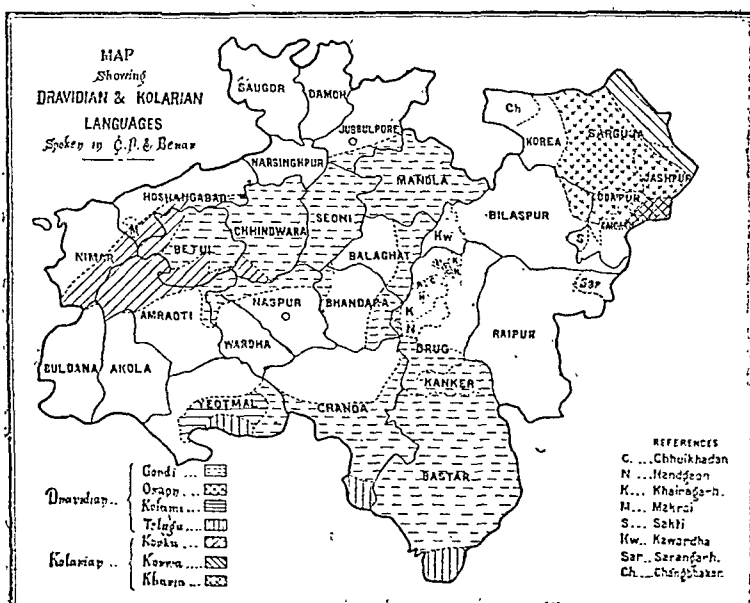 MAP
Showing
DRAVIDIAN & KOLARIAN
LANGUAGES
Spoken in C.P. & Berar
SAUGOR
DAMOH
JUBBULPORE
NARSINGHPUR
MANDLA
HOSHANGABAD
SEONI
CHHINDWARA
BETUL
M
NIMAR
BALAGHAT
Kw
BILASPUR
Ch
KOREA
SARGUJA
JASHPUR
UDAIPUR
S
Sar
AMRAOTI
NAGPUR
BHANDARA
WARDHA
K
N
DRUG
RAIPUR
BULDANA
AKOLA
KANKER
YEOTMAL
CHANDA
BASTAR
Dravidian..
Gondi ...
Oraon ....
Kolami ....
Telugu ....
Kolarian ..
Korku ....
Korwa ....
Kharia ....
REFERENCES
C. ... Chhuikhadan
N ... Nandgaon
K ... Khairagarh.
M ... Makrai
S ... Sakti
Kw.. Kawardha
Sar.. Sarangarh.
Ch... Changbhakar.